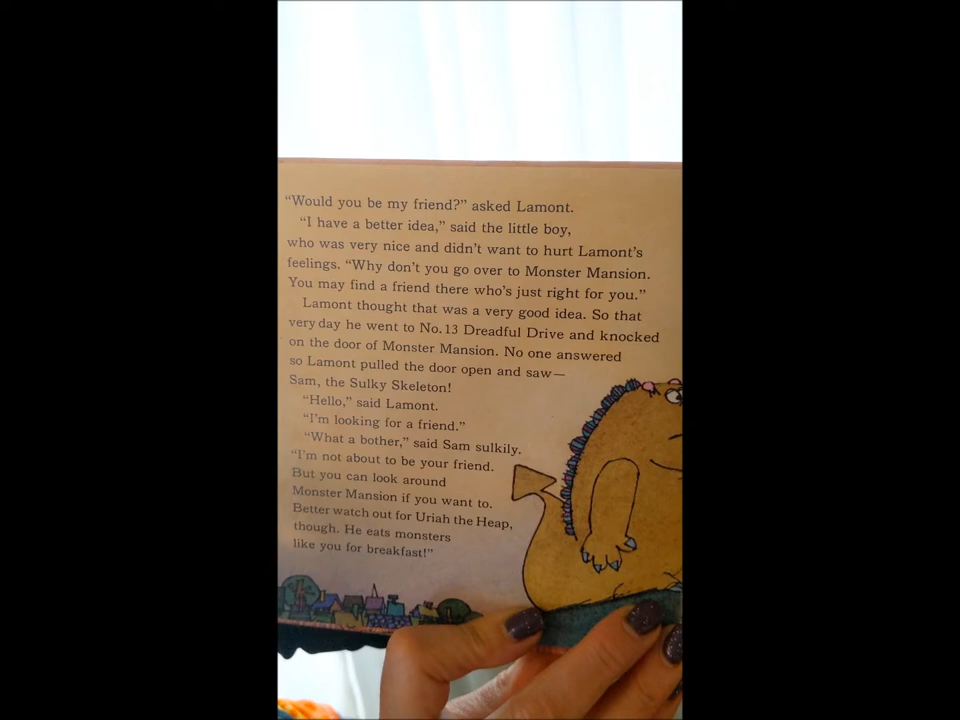 “Would you be my friend?” asked Lamont.
“I have a better idea,” said the little boy,
who was very nice and didn’t want to hurt Lamont’s
feelings. “Why don’t you go over to Monster Mansion.
You may find a friend there who’s just right for you.”
Lamont thought that was a very good idea. So that
very day he went to No. 13 Dreadful Drive and knocked
on the door of Monster Mansion. No one answered
so Lamont pulled the door open and saw—
Sam, the Sulky Skeleton!
“Hello,” said Lamont.
“I’m looking for a friend.”
“What a bother,” said Sam sulkily.
“I’m not about to be your friend.
But you can look around
Monster Mansion if you want to.
Better watch out for Uriah the Heap,
though. He eats monsters
like you for breakfast!”